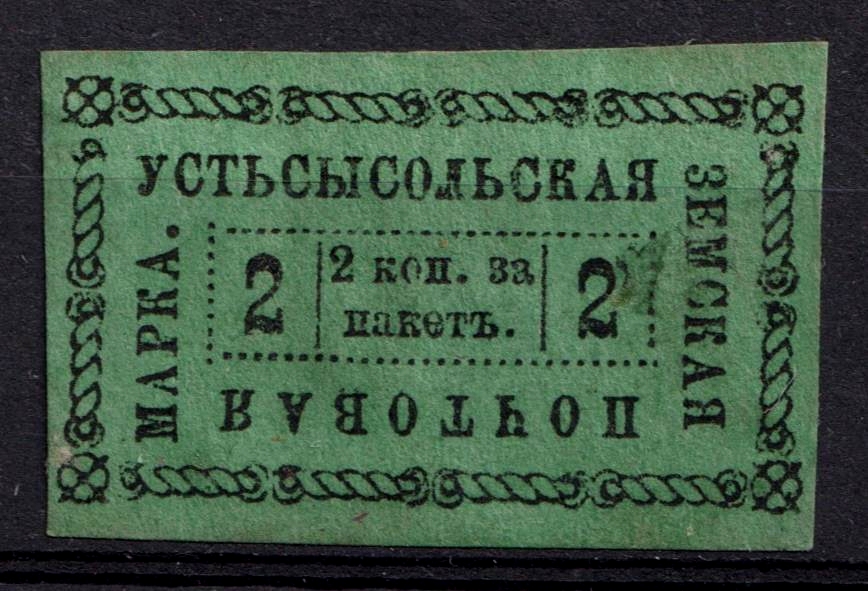 УСТЬСЫСОЛЬСКАЯ
ЗЕМСКАЯ
ПОЧТОВАЯ
МАРКА.
2
2 коп. за
пакетъ.
2